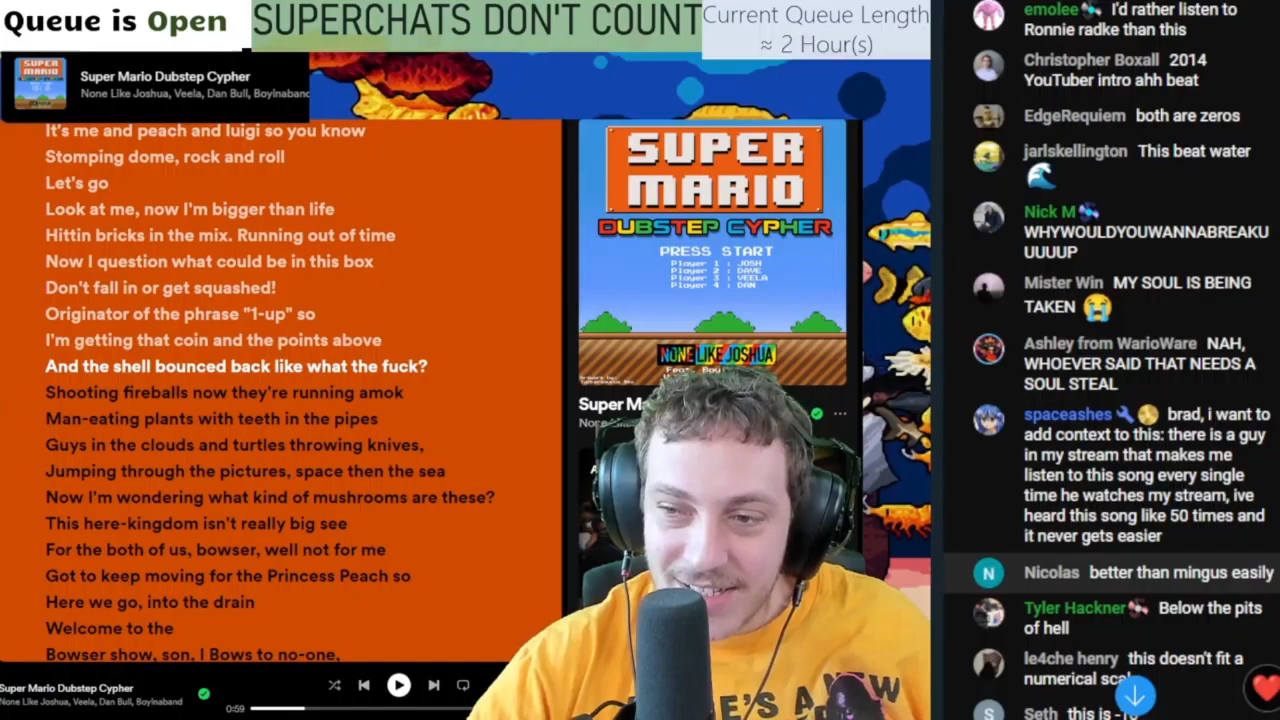 Queue is Open
SUPERCHATS DON'T COUNT
Current Queue Length
≈ 2 Hour(s)
Super Mario Dubstep Cypher
None Like Joshua, Veela, Dan Bull, Boyinaband
It's me and peach and luigi so you know
Stomping dome, rock and roll
Let's go
Look at me, now I'm bigger than life
Hittin bricks in the mix. Running out of time
Now I question what could be in this box
Don't fall in or get squashed!
Originator of the phrase "1-up" so
I'm getting that coin and the points above
And the shell bounced back like what the fuck?
Shooting fireballs now they're running amok
Man-eating plants with teeth in the pipes
Guys in the clouds and turtles throwing knives,
Jumping through the pictures, space then the sea
Now I'm wondering what kind of mushrooms are these?
This here-kingdom isn't really big see
For the both of us, bowser, well not for me
Got to keep moving for the Princess Peach so
Here we go, into the drain
Welcome to the
Bowser show, son, I Bows to no-one,
SUPER
MARIO
DUBSTEP CYPHER
PRESS START
Player 1 : JOSH
Player 2 : DAVE
Player 3 : VEELA
Player 4 : DAN
NONE LIKE JOSHUA
Feat. Boy
Super M
None
Super Mario Dubstep Cypher
None Like Joshua, Veela, Dan Bull, Boyinaband
0:59
emolee I'd rather listen to
Ronnie radke than this
Christopher Boxall 2014
YouTuber intro ahh beat
EdgeRequiem both are zeros
jarlskellington This beat water
🌊
Nick M
WHYWOULDYOUWANNABREAKU
UUUUP
Mister Win MY SOUL IS BEING
TAKEN 😭
Ashley from WarioWare NAH,
WHOEVER SAID THAT NEEDS A
SOUL STEAL
spaceashes brad, i want to
add context to this: there is a guy
in my stream that makes me
listen to this song every single
time he watches my stream, ive
heard this song like 50 times and
it never gets easier
N
Nicolas better than mingus easily
Tyler Hackner Below the pits
of hell
le4che henry this doesn't fit a
numerical sca
S
Seth this is